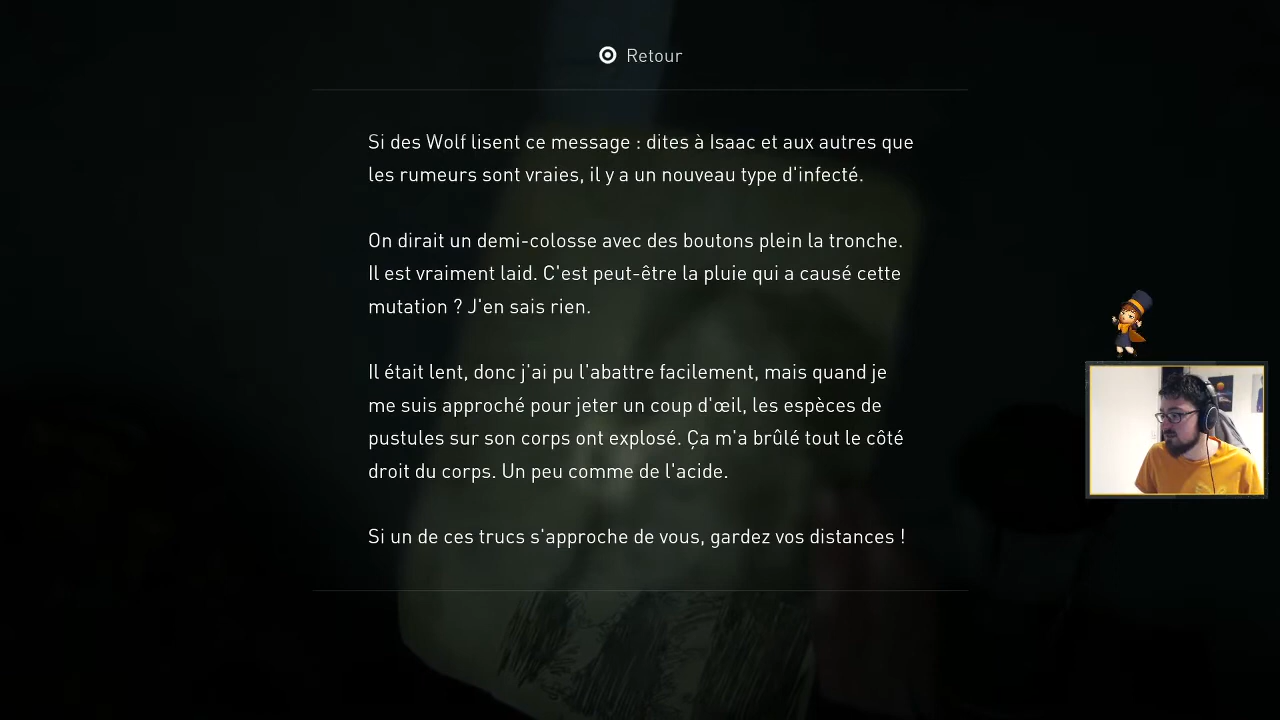 Retour
Si des Wolf lisent ce message : dites à Isaac et aux autres que
les rumeurs sont vraies, il y a un nouveau type d'infecté.
On dirait un demi-colosse avec des boutons plein la tronche.
Il est vraiment laid. C'est peut-être la pluie qui a causé cette
mutation ? J'en sais rien.
Il était lent, donc j'ai pu l'abattre facilement, mais quand je
me suis approché pour jeter un coup d'œil, les espèces de
pustules sur son corps ont explosé. Ça m'a brûlé tout le côté
droit du corps. Un peu comme de l'acide.
Si un de ces trucs s'approche de vous, gardez vos distances !